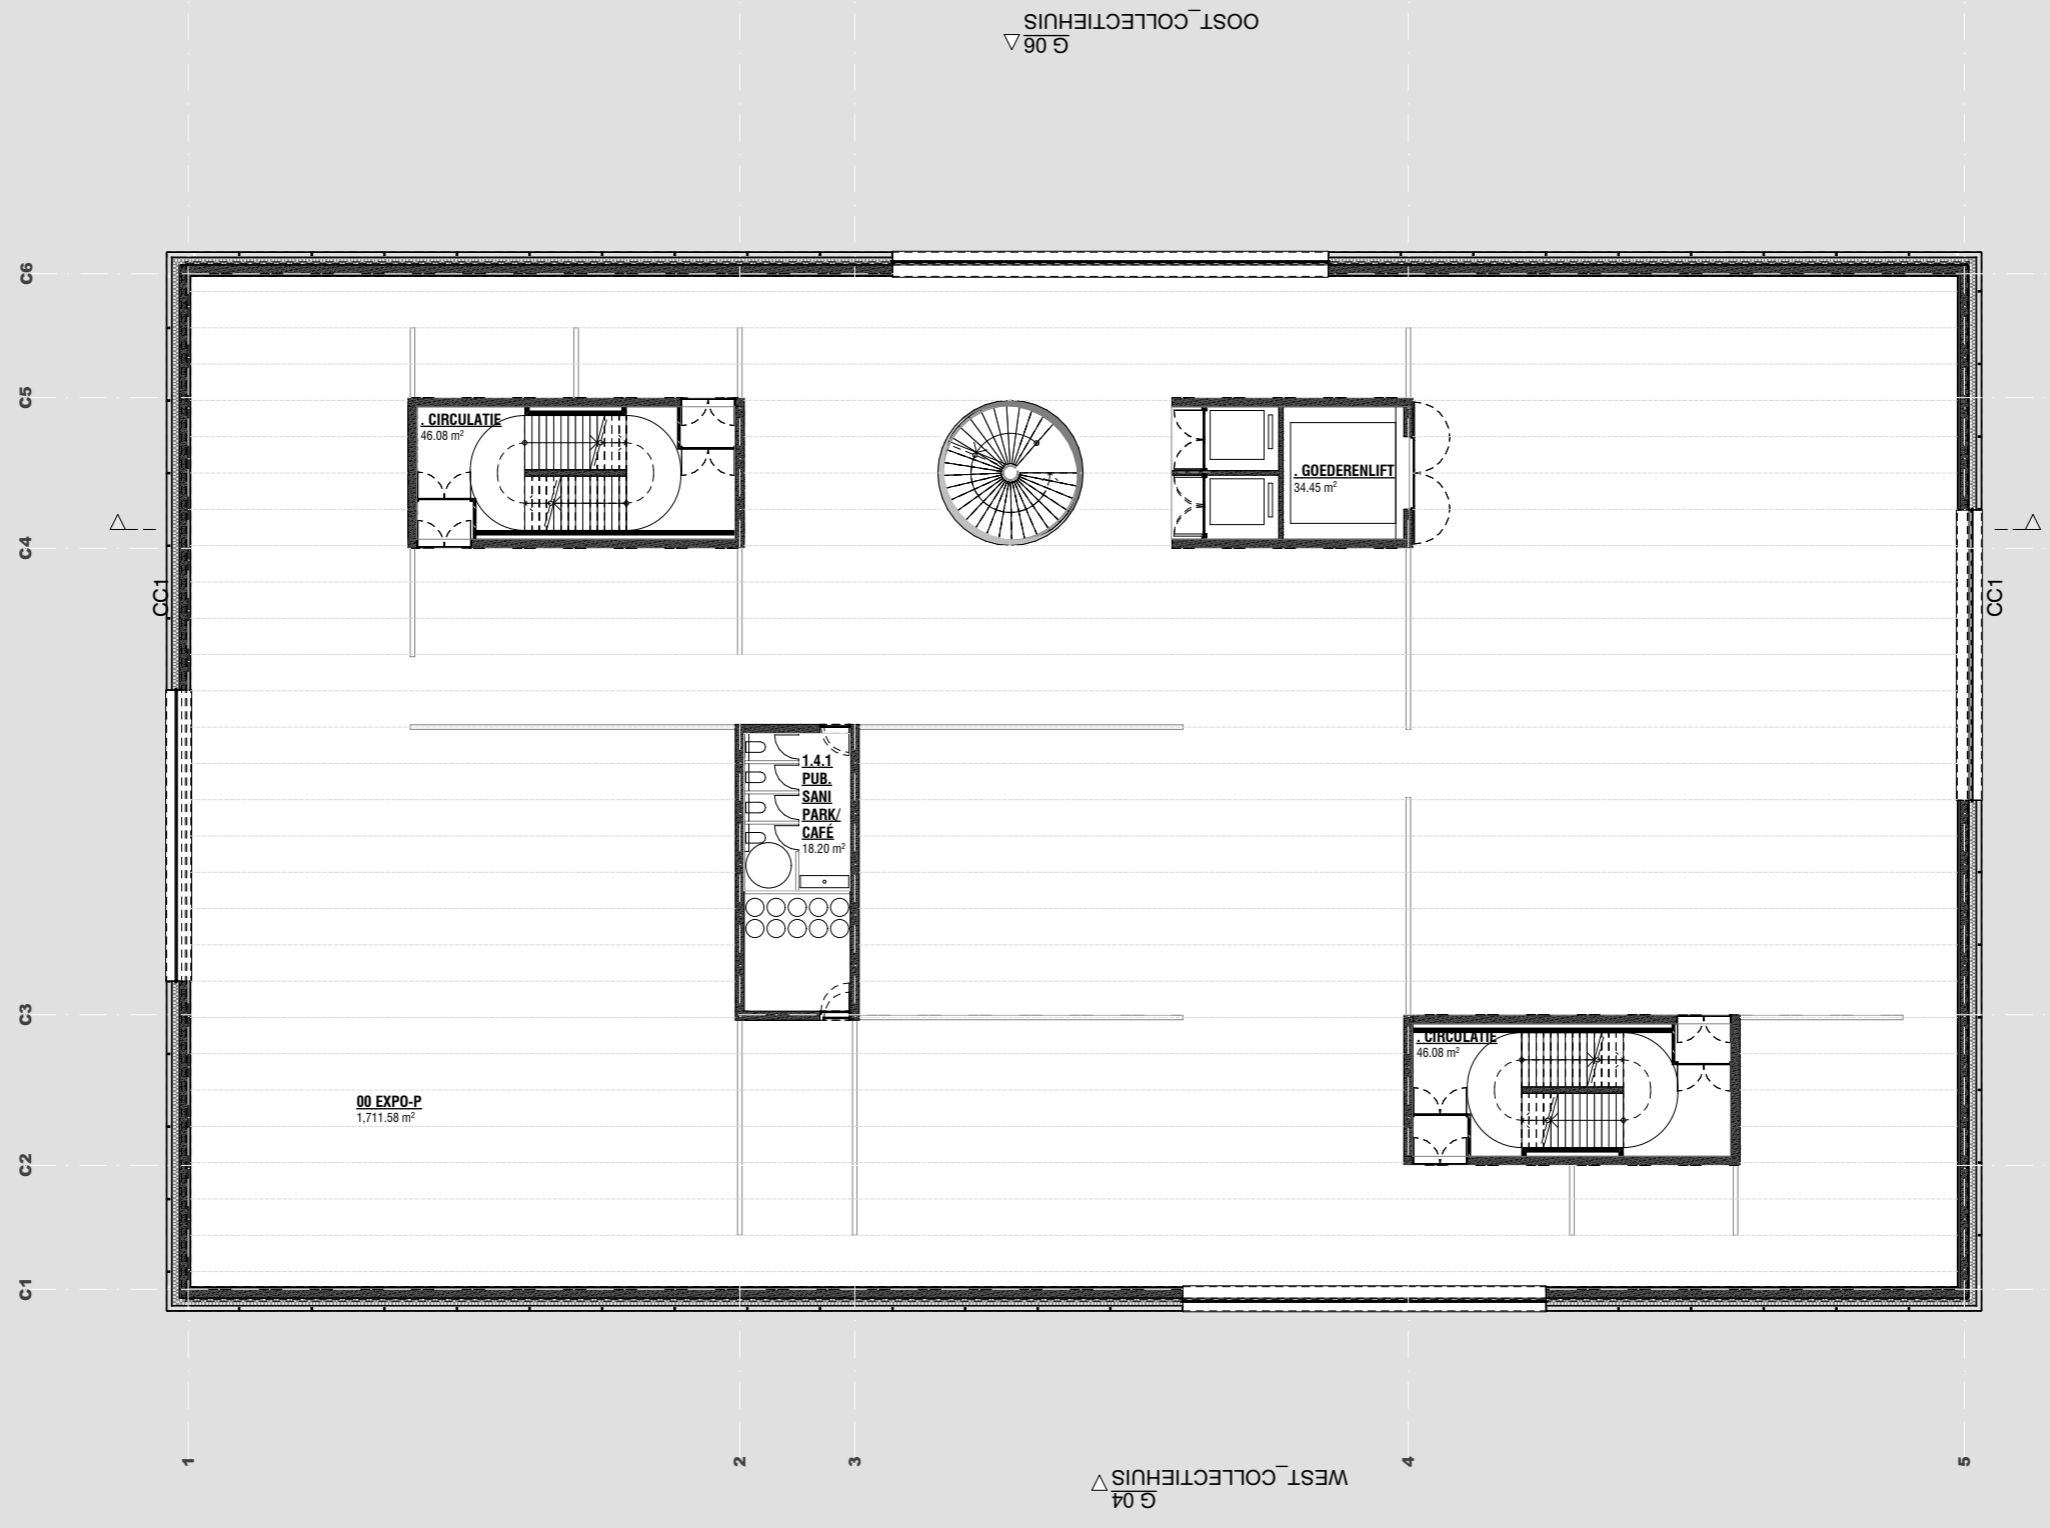 OOST_COLLECTIEHUIS
G 06
C6
C5
. CIRCULATIE
46.08 m²
. GOEDERENLIFT
34.45 m²
C4
CC1
CC1
1.4.1
PUB.
SANI
PARK/
CAFÉ
18.20 m²
C3
. CIRCULATIE
46.08 m²
00 EXPO-P
1,711.58 m²
C2
C1
1
2
3
4
5
WEST_COLLECTIEHUIS
G 04